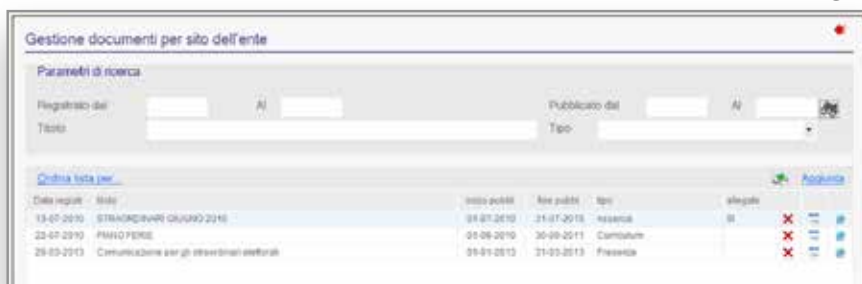 Gestione documenti per sito dell'ente
Parametri di ricerca
Registrato dal Al Pubblicato dal Al
Titolo Tipo
Ordina lista per... Aggiorna
Data registr titolo inizio pubbl fine pubbl tipo allegato
13-07-2010 STRAORDINARI GIUGNO 2010 01-07-2010 31-07-2010 Assenza SI
22-07-2010 PIANO FERIE 01-08-2010 30-09-2011 Curriculum
29-03-2013 Comunicazione per gli straordinari elettorali 01-01-2013 31-03-2013 Presenza